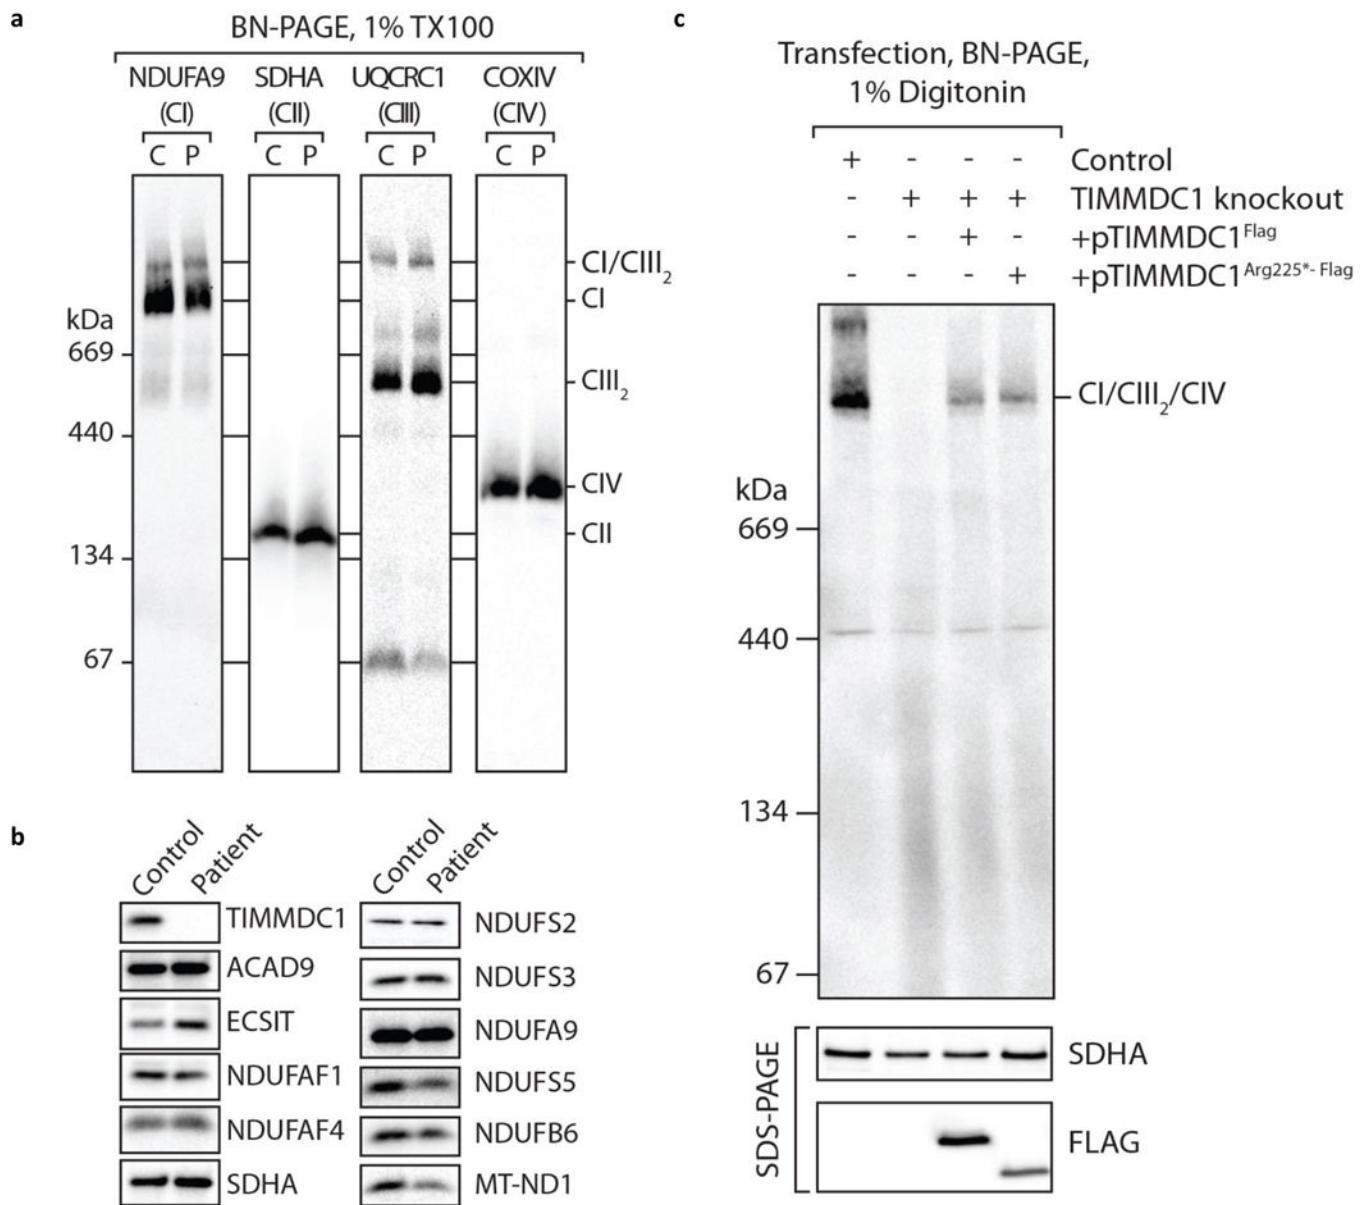 a
BN-PAGE, 1% TX100
NDUFA9 SDHA UQCRC1 COXIV
(CI) (CII) (CIII) (CIV)
C P C P C P C P
kDa
669
440
134
67
CI/CIII2
CI
CIII2
CIV
CII
b
Control Patient
TIMMDC1
ACAD9
ECSIT
NDUFAF1
NDUFAF4
SDHA
Control Patient
NDUFS2
NDUFS3
NDUFA9
NDUFS5
NDUFB6
MT-ND1
c
Transfection, BN-PAGE,
1% Digitonin
+ - - - Control
- + + + TIMMDC1 knockout
- - + - +pTIMMDC1Flag
- - - + +pTIMMDC1Arg225*- Flag
CI/CIII2/CIV
kDa
669
440
134
67
SDS-PAGE
SDHA
FLAG